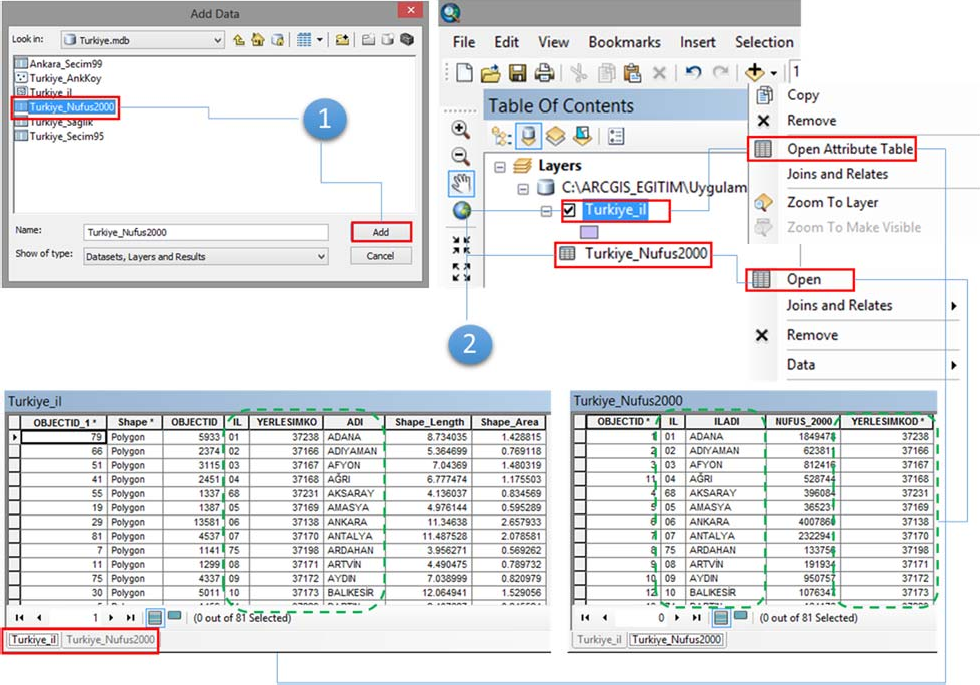 Add Data
Look in: Turkiye.mdb
Ankara_Secim99
Turkiye_AnkKoy
Turkiye_il
Turkiye_Nufus2000
Turkiye_Saglik
Turkiye_Secim95
Name: Turkiye_Nufus2000 Add
Show of type: Datasets, Layers and Results Cancel
1
File Edit View Bookmarks Insert Selection
1
Table Of Contents
Layers
C:\ARCGIS_EGITIM\Uygulam
Turkiye_il
Turkiye_Nufus2000
2
Copy
Remove
Open Attribute Table
Joins and Relates
Zoom To Layer
Zoom To Make Visible
Open
Joins and Relates
Remove
Data
Turkiye_il
OBJECTID_1 * Shape * OBJECTID IL YERLESIMKO ADI Shape_Length Shape_Area
79 Polygon 5933 01 37238 ADANA 8.734035 1.428815
66 Polygon 2374 02 37166 ADIYAMAN 5.364699 0.769118
51 Polygon 3115 03 37167 AFYON 7.04369 1.480319
41 Polygon 2451 04 37168 AĞRI 6.777474 1.175503
55 Polygon 1337 68 37231 AKSARAY 4.136037 0.834569
19 Polygon 1387 05 37169 AMASYA 4.976144 0.595289
29 Polygon 13581 06 37138 ANKARA 11.34638 2.657933
81 Polygon 4537 07 37170 ANTALYA 11.487528 2.078581
7 Polygon 1141 75 37198 ARDAHAN 3.956271 0.569262
11 Polygon 1299 08 37171 ARTVİN 4.490475 0.789732
75 Polygon 4337 09 37172 AYDIN 7.038999 0.820979
30 Polygon 5011 10 37173 BALIKESİR 12.064941 1.529056
1 (0 out of 81 Selected)
Turkiye_il Turkiye_Nufus2000
Turkiye_Nufus2000
OBJECTID * IL ILADI NUFUS_2000 YERLESIMKOD *
1 01 ADANA 1849478 37238
2 02 ADIYAMAN 623811 37166
3 03 AFYON 812416 37167
11 04 AĞRI 528744 37168
4 68 AKSARAY 396084 37231
5 05 AMASYA 365231 37169
6 06 ANKARA 4007860 37138
7 07 ANTALYA 2322941 37170
8 75 ARDAHAN 133756 37198
9 08 ARTVİN 191934 37171
10 09 AYDIN 950757 37172
12 10 BALIKESİR 1076347 37173
0 (0 out of 81 Selected)
Turkiye_il Turkiye_Nufus2000